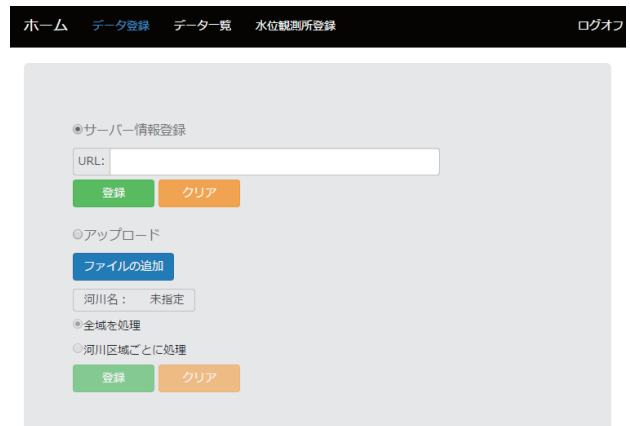 ホーム データ登録 データ一覧 水位観測所登録 ログオフ
サーバー情報登録
URL:
登録 クリア
アップロード
ファイルの追加
河川名： 未指定
全域を処理
河川区域ごとに処理
登録 クリア